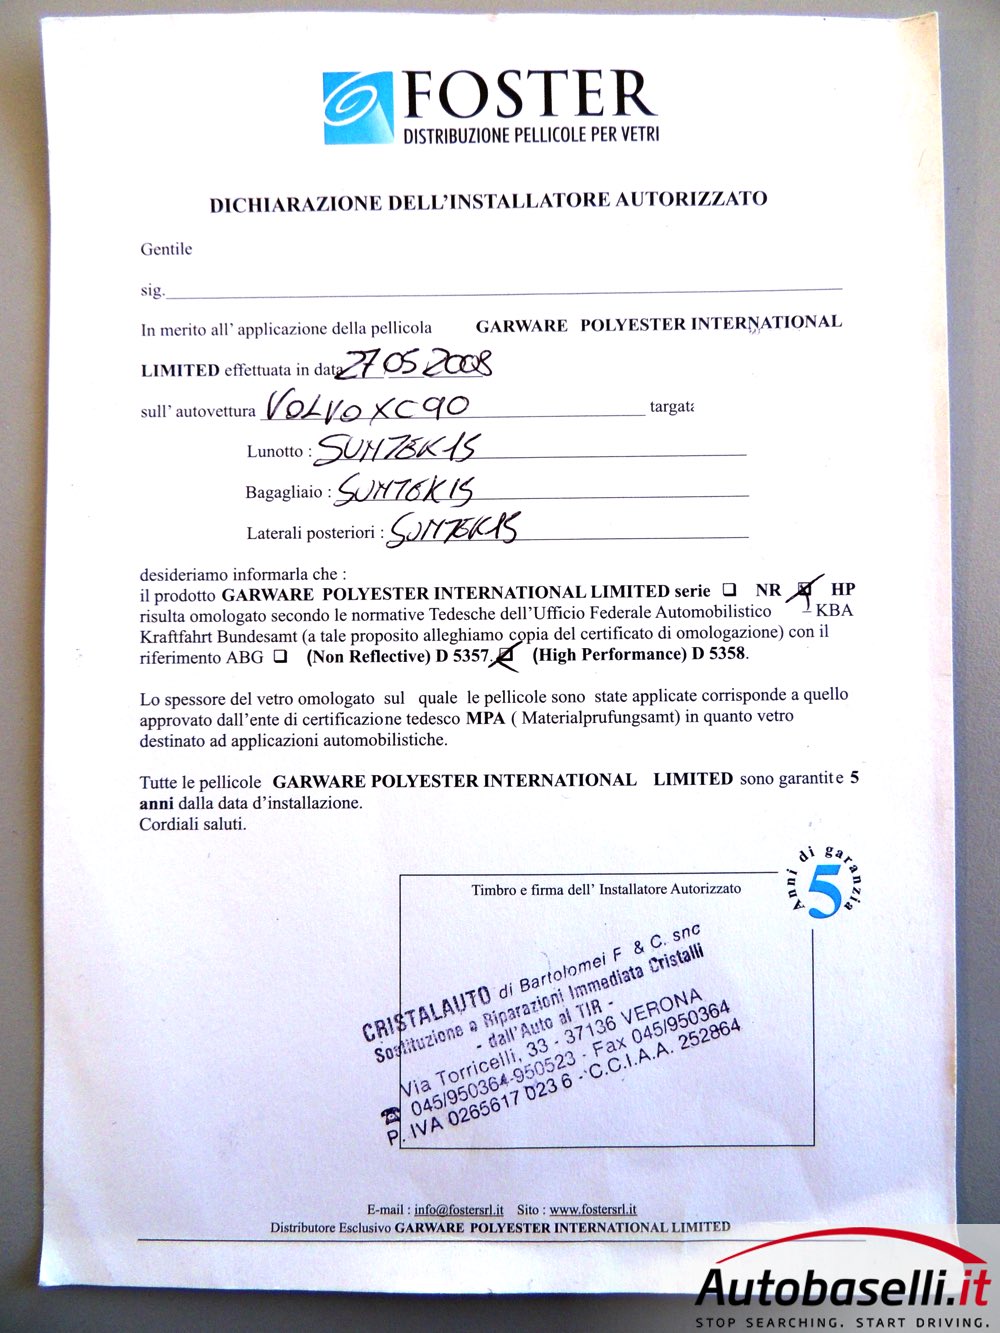 FOSTER
DISTRIBUZIONE PELLICOLE PER VETRI
DICHIARAZIONE DELL'INSTALLATORE AUTORIZZATO
Gentile
sig.
In merito all' applicazione della pellicola GARWARE POLYESTER INTERNATIONAL
LIMITED effettuata in data 27 05 2008
sull' autovettura VOLVO XC90 targata
Lunotto : SUNTEK 15
Bagagliaio : SUNTEK 15
Laterali posteriori : SUNTEK 15
desideriamo informarla che :
il prodotto GARWARE POLYESTER INTERNATIONAL LIMITED serie ❑ NR ☒ HP
risulta omologato secondo le normative Tedesche dell'Ufficio Federale Automobilistico – KBA
Kraftfahrt Bundesamt (a tale proposito alleghiamo copia del certificato di omologazione) con il
riferimento ABG ❑ (Non Reflective) D 5357. ☒ (High Performance) D 5358.
Lo spessore del vetro omologato sul quale le pellicole sono state applicate corrisponde a quello
approvato dall'ente di certificazione tedesco MPA ( Materialprufungsamt) in quanto vetro
destinato ad applicazioni automobilistiche.
Tutte le pellicole GARWARE POLYESTER INTERNATIONAL LIMITED sono garantite 5
anni dalla data d'installazione.
Cordiali saluti.
Anni di garanzia
5
Timbro e firma dell' Installatore Autorizzato
CRISTALAUTO di Bartolomei F & C. snc
Sostituzione e Riparazioni Immediata Cristalli
- dall'Auto al TIR -
Via Torricelli, 33 - 37136 VERONA
☎ 045/950364-950523 - Fax 045/950364
P. IVA 0265617 023 6 - C.C.I.A.A. 252864
E-mail : info@fostersrl.it Sito : www.fostersrl.it
Distributore Esclusivo GARWARE POLYESTER INTERNATIONAL LIMITED
Autobaselli.it
STOP SEARCHING. START DRIVING.